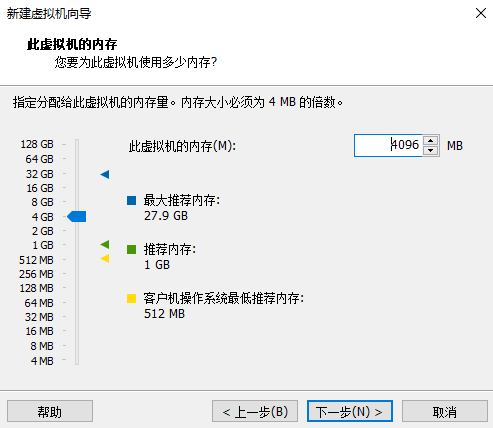 新建虚拟机向导
此虚拟机的内存
您要为此虚拟机使用多少内存?
指定分配给此虚拟机的内存量。内存大小必须为 4 MB 的倍数。
128 GB
64 GB
32 GB
16 GB
8 GB
4 GB
2 GB
1 GB
512 MB
256 MB
128 MB
64 MB
32 MB
16 MB
8 MB
4 MB
此虚拟机的内存(M):
4096 MB
最大推荐内存:
27.9 GB
推荐内存:
1 GB
客户机操作系统最低推荐内存:
512 MB
帮助
< 上一步(B)
下一步(N) >
取消